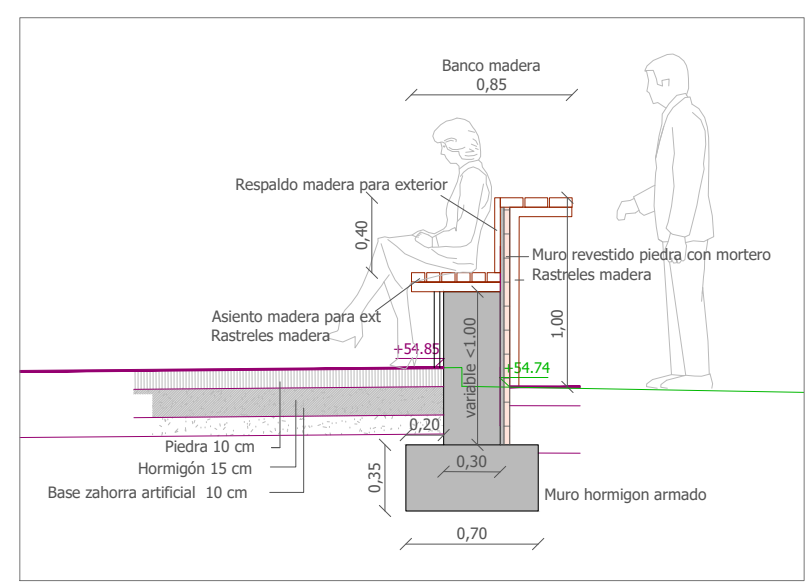 Banco madera
0,85
Respaldo madera para exterior
0,40
Muro revestido piedra con mortero
Rastreles madera
Asiento madera para ext
Rastreles madera
1,00
+54.85
+54.74
variable <1.00
0,20
Piedra 10 cm
Hormigón 15 cm
Base zahorra artificial  10 cm
0,35
0,30
Muro hormigon armado
0,70